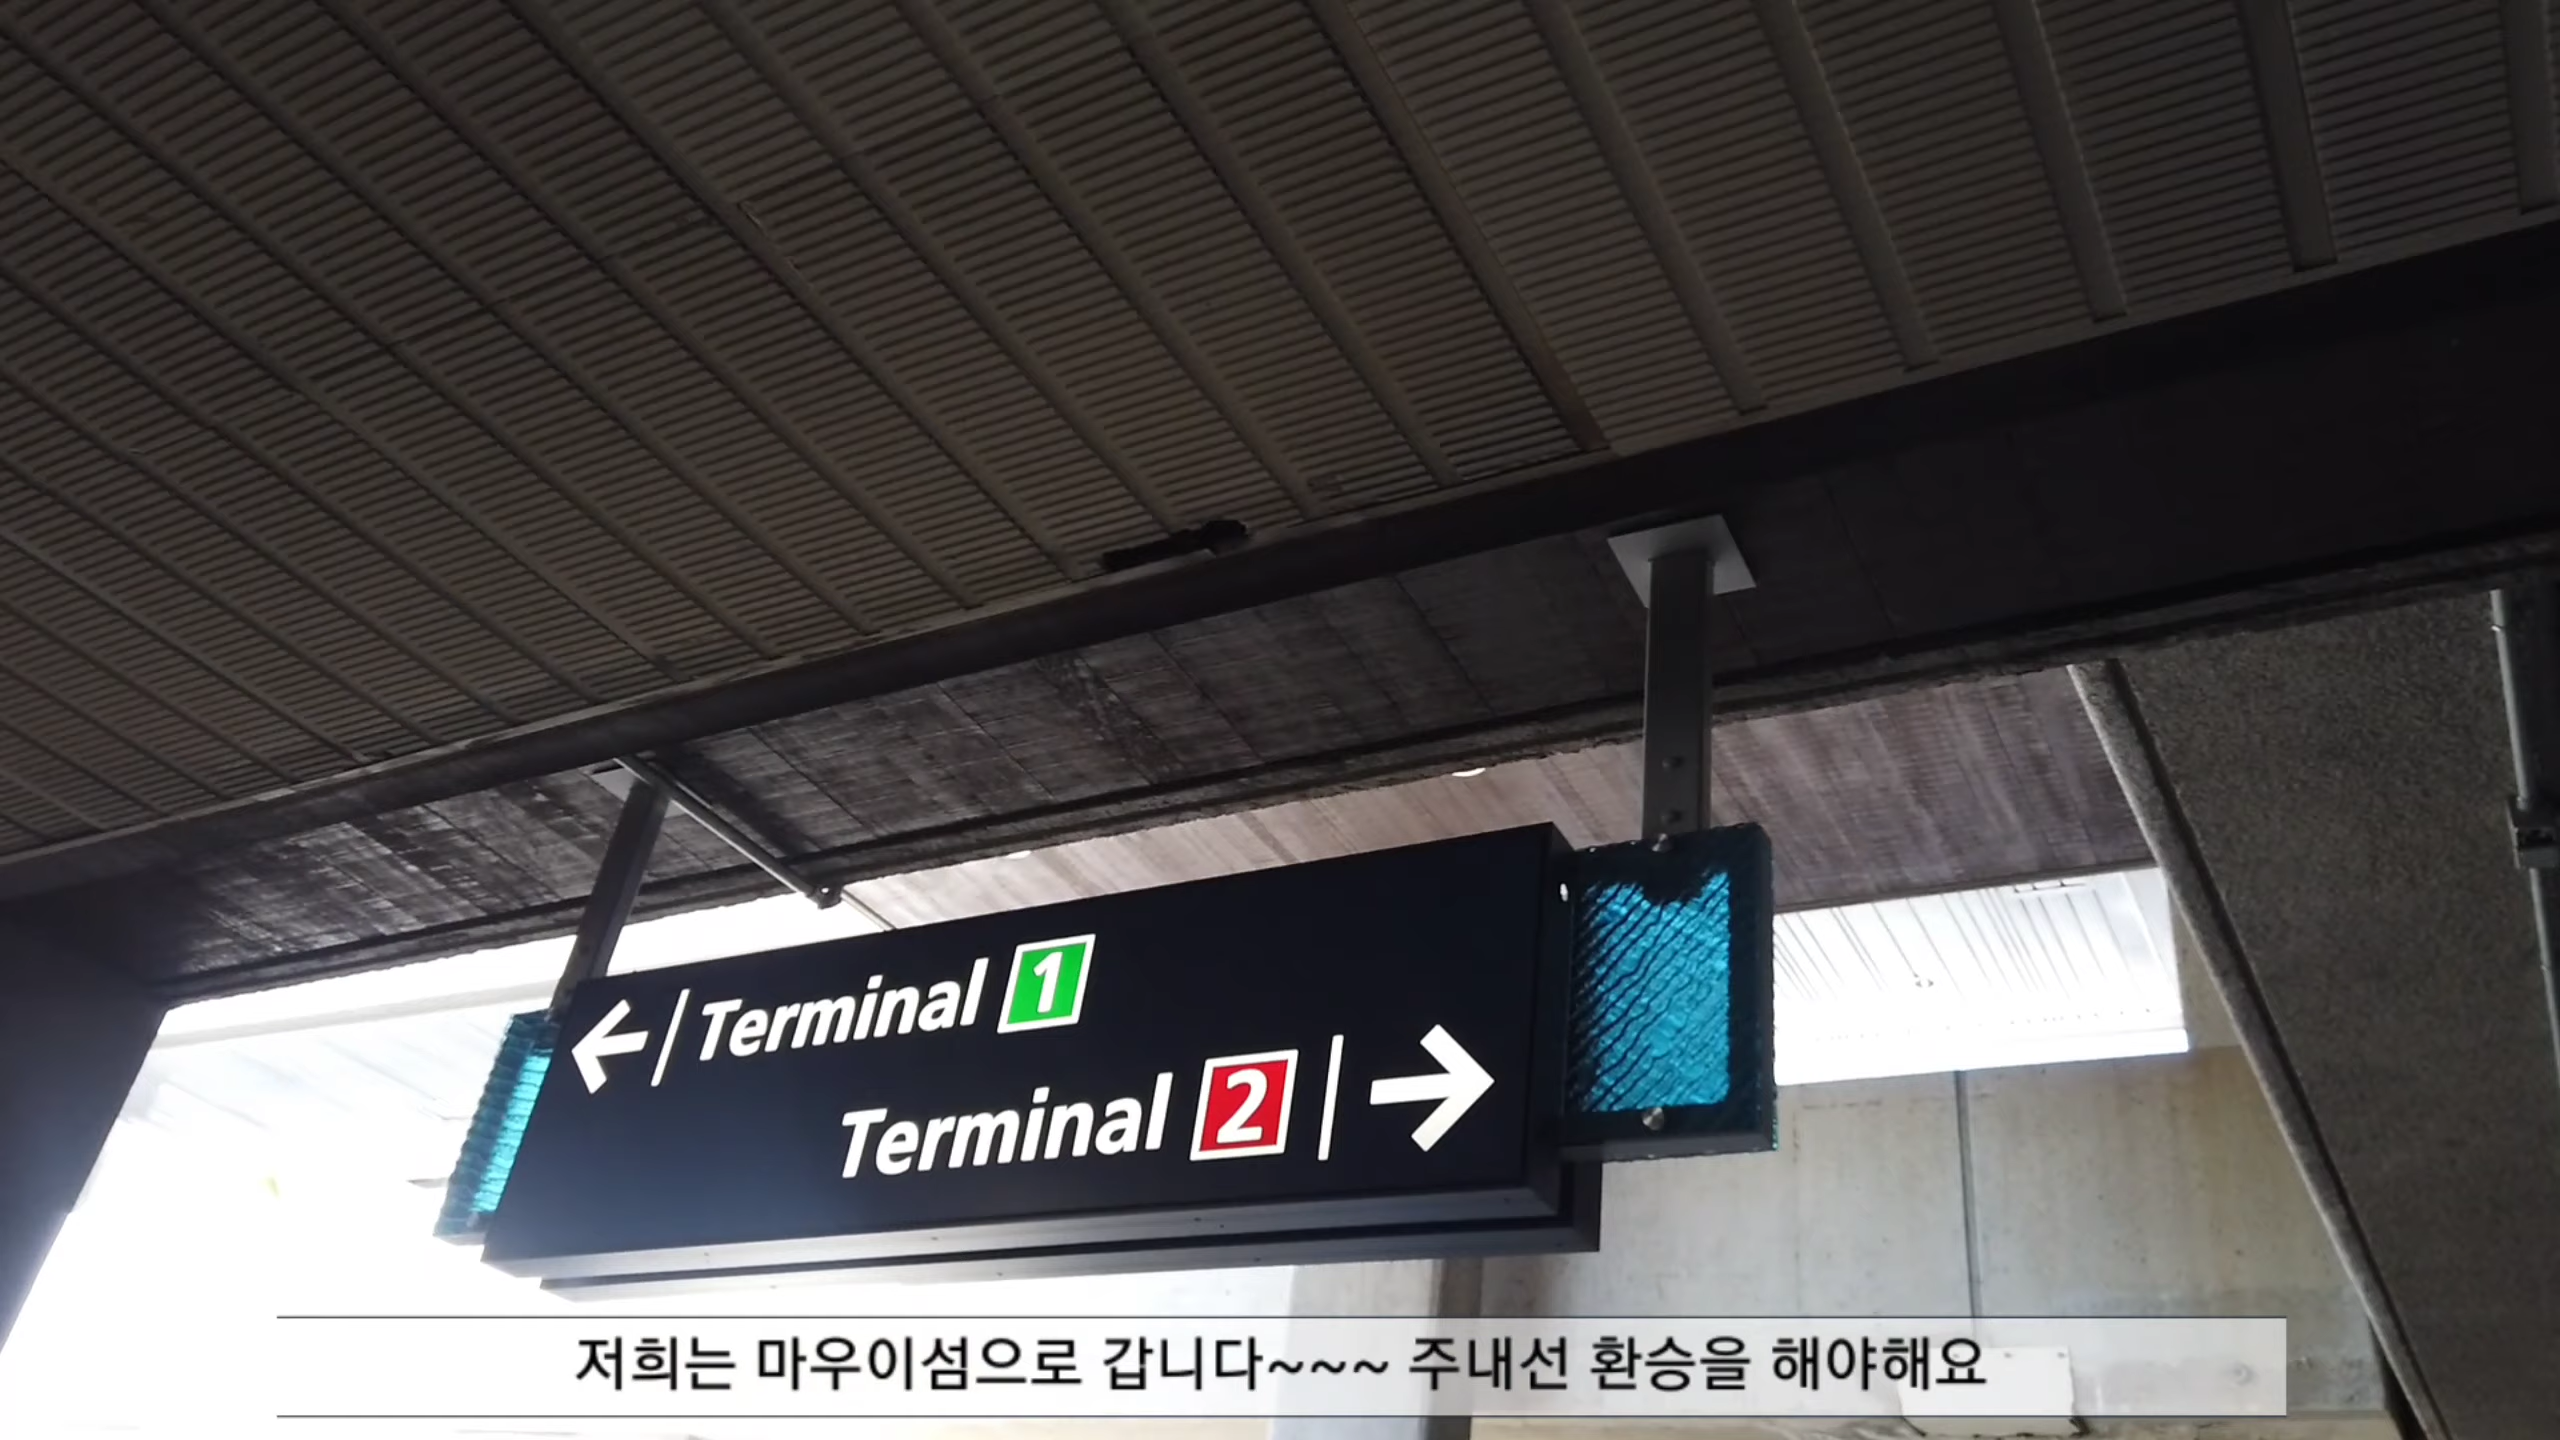 ← | Terminal 1
Terminal 2 | →
저희는 마우이섬으로 갑니다~~~ 주내선 환승을 해야해요